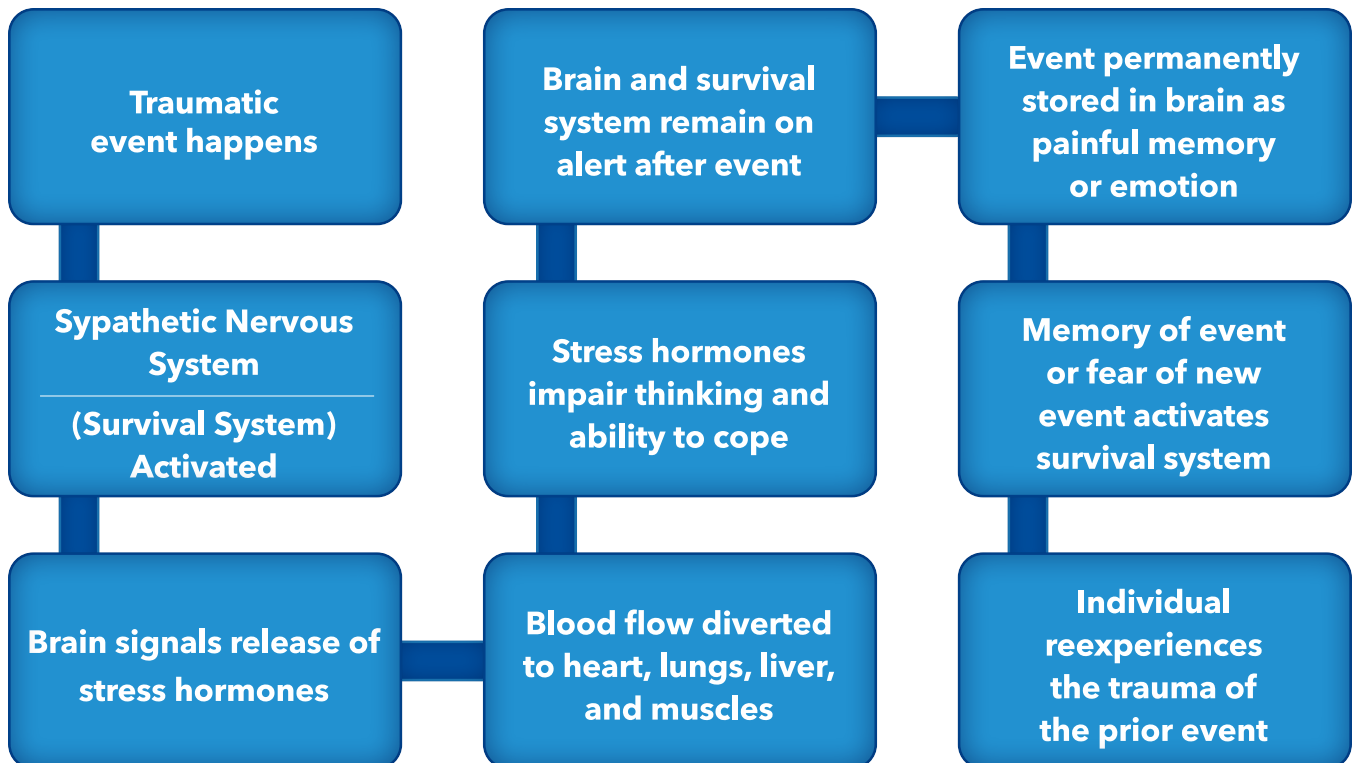 Traumatic
event happens
Sypathetic Nervous
System
(Survival System)
Activated
Brain signals release of
stress hormones
Blood flow diverted
to heart, lungs, liver,
and muscles
Stress hormones
impair thinking and
ability to cope
Brain and survival
system remain on
alert after event
Event permanently
stored in brain as
painful memory
or emotion
Memory of event
or fear of new
event activates
survival system
Individual
reexperiences
the trauma of
the prior event